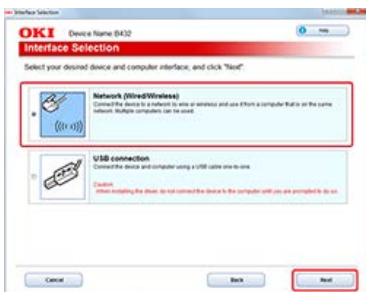 OKI Interface Selection
OKI Device Name:B432 Help
Interface Selection
Select your desired device and computer interface, and click "Next".
Network (Wired/Wireless)
Connect the device to a network by wire or wireless and use it from a computer that is on the same
network. Multiple computers can be used.
USB connection
Connect the device and computer using a USB cable one-to-one.
Caution
When installing the driver, do not connect the device to the computer until you are prompted to do so.
Cancel Back Next